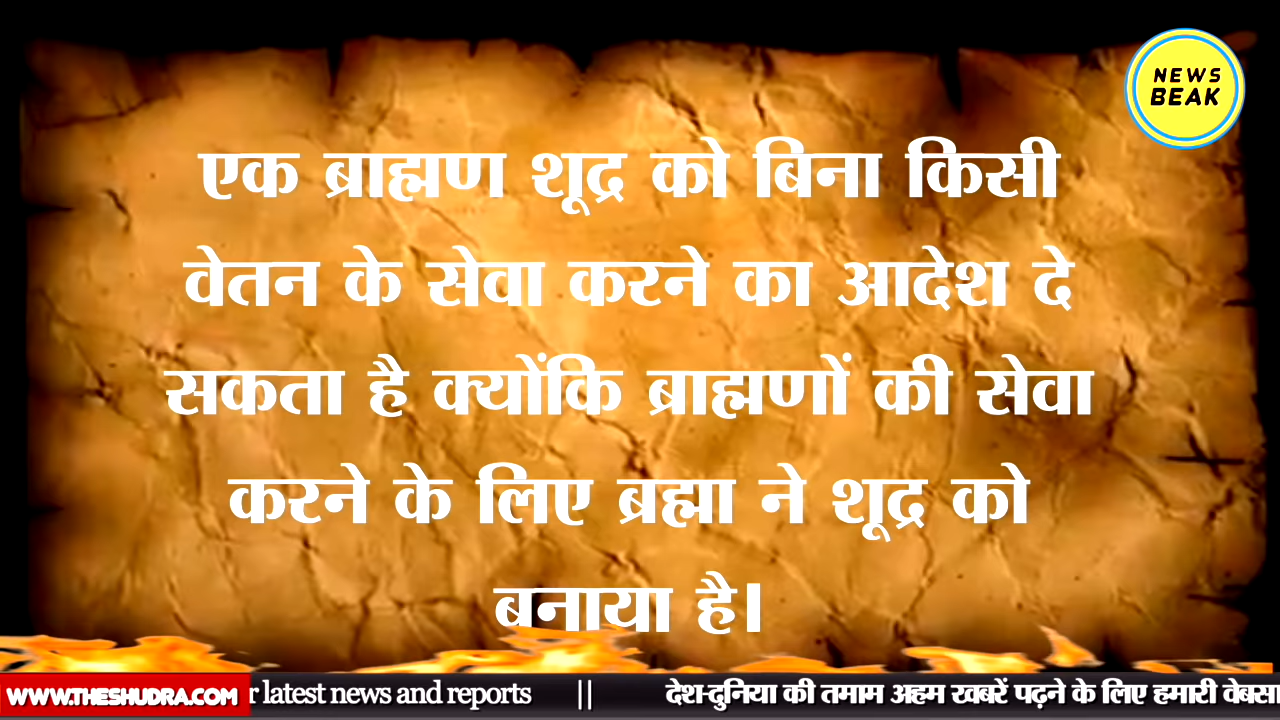 NEWS
BEAK
एक ब्राह्मण शूद्र को बिना किसी
वेतन के सेवा करने का आदेश दे
सकता है क्योंकि ब्राह्मणों की सेवा
करने के लिए ब्रह्मा ने शूद्र को
बनाया है।
WWW.THESHUDRA.COM latest news and reports || देश-दुनिया की तमाम अहम खबरें पढ़ने के लिए हमारी